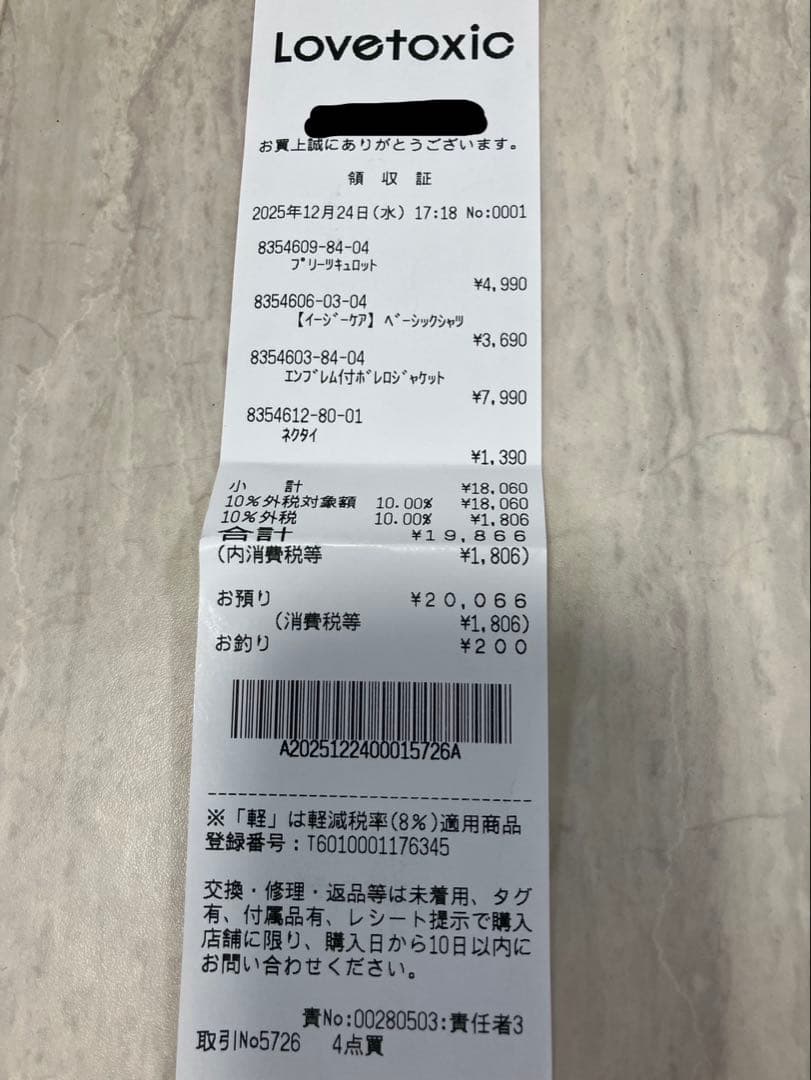 Lovetoxic
お買上誠にありがとうございます。
領 収 証
2025年12月24日(水) 17:18 No:0001
8354609-84-04
ﾌﾟﾘｰﾂｷｭﾛｯﾄ
¥4,990
8354606-03-04
【ｲｰｼﾞｰｹｱ】ﾍﾞｰｼｯｸｼｬﾂ
¥3,690
8354603-84-04
ｴﾝﾌﾞﾚﾑ付ﾎﾞﾚﾛｼﾞｬｹｯﾄ
¥7,990
8354612-80-01
ﾈｸﾀｲ
¥1,390
小 計 ¥18,060
10%外税対象額 10.00% ¥18,060
10%外税 10.00% ¥1,806
合計 ¥19,866
(内消費税等 ¥1,806)
お預り ¥20,066
(消費税等 ¥1,806)
お釣り ¥200
A2025122400015726A
※「軽」は軽減税率(8%)適用商品
登録番号：T6010001176345
交換・修理・返品等は未着用、タグ
有、付属品有、レシート提示で購入
店舗に限り、購入日から10日以内に
お問い合わせください。
責No:00280503:責任者3
取引No5726 4点買